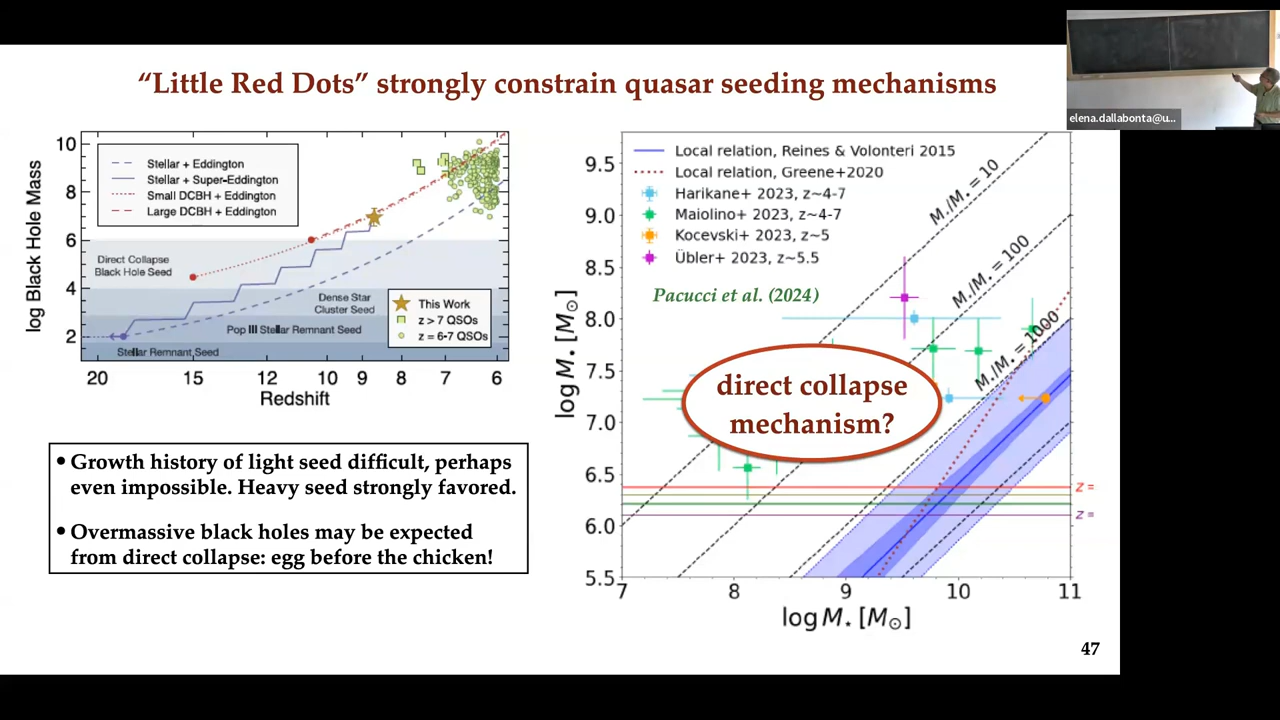 “Little Red Dots” strongly constrain quasar seeding mechanisms
elena.dallabonta@u...
log Black Hole Mass
10
8
6
4
2
Stellar + Eddington
Stellar + Super-Eddington
Small DCBH + Eddington
Large DCBH + Eddington
Direct Collapse
Black Hole Seed
Dense Star
Cluster Seed
Pop III Stellar Remnant Seed
Stellar Remnant Seed
This Work
z > 7 QSOs
z = 6-7 QSOs
20 15 12 10 9 8 7 6
Redshift
• Growth history of light seed difficult, perhaps
even impossible. Heavy seed strongly favored.
• Overmassive black holes may be expected
from direct collapse: egg before the chicken!
log M• [M⊙]
9.5
9.0
8.5
8.0
7.5
7.0
6.5
6.0
5.5
Local relation, Reines & Volonteri 2015
Local relation, Greene+2020
Harikane+ 2023, z~4-7
Maiolino+ 2023, z~4-7
Kocevski+ 2023, z~5
Übler+ 2023, z~5.5
Pacucci et al. (2024)
M⋆/M• = 10
M⋆/M• = 100
M⋆/M• = 1000
direct collapse
mechanism?
z =
z =
7 8 9 10 11
log M⋆ [M⊙]
47